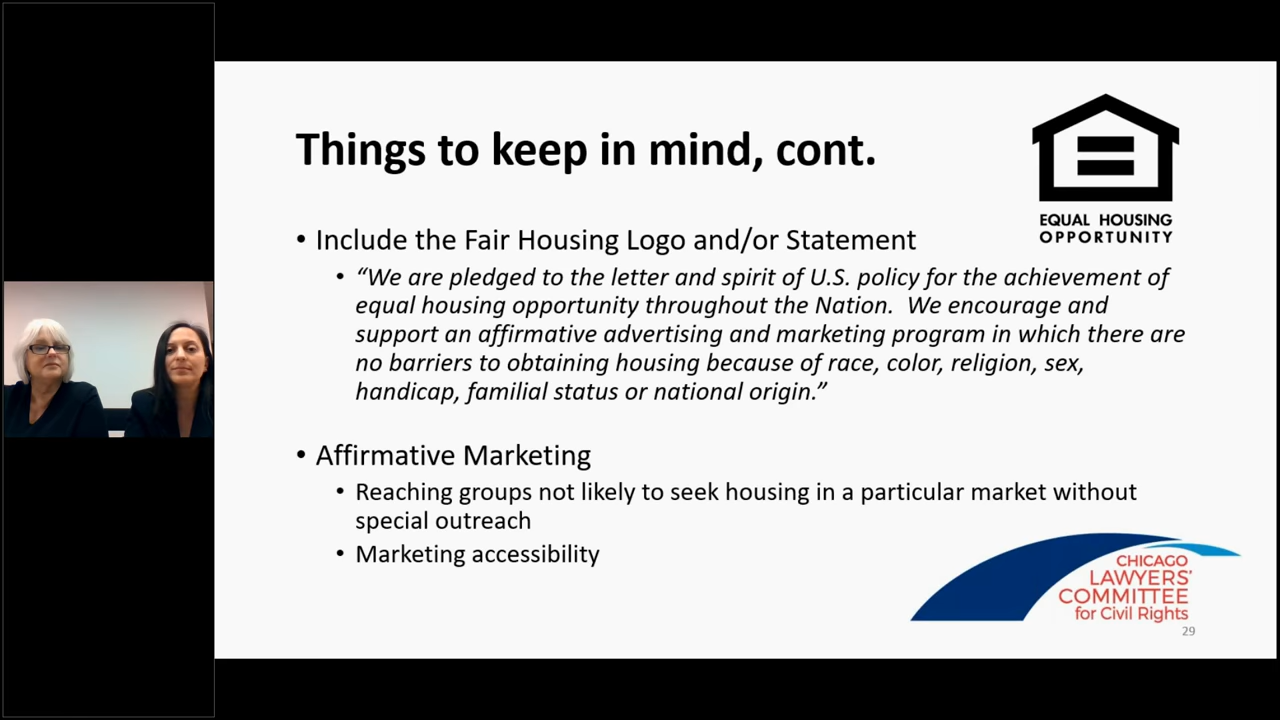 Things to keep in mind, cont.
EQUAL HOUSING
OPPORTUNITY
• Include the Fair Housing Logo and/or Statement
• “We are pledged to the letter and spirit of U.S. policy for the achievement of
equal housing opportunity throughout the Nation.  We encourage and
support an affirmative advertising and marketing program in which there are
no barriers to obtaining housing because of race, color, religion, sex,
handicap, familial status or national origin.”
• Affirmative Marketing
• Reaching groups not likely to seek housing in a particular market without
special outreach
• Marketing accessibility
CHICAGO
LAWYERS’
COMMITTEE
for Civil Rights
29